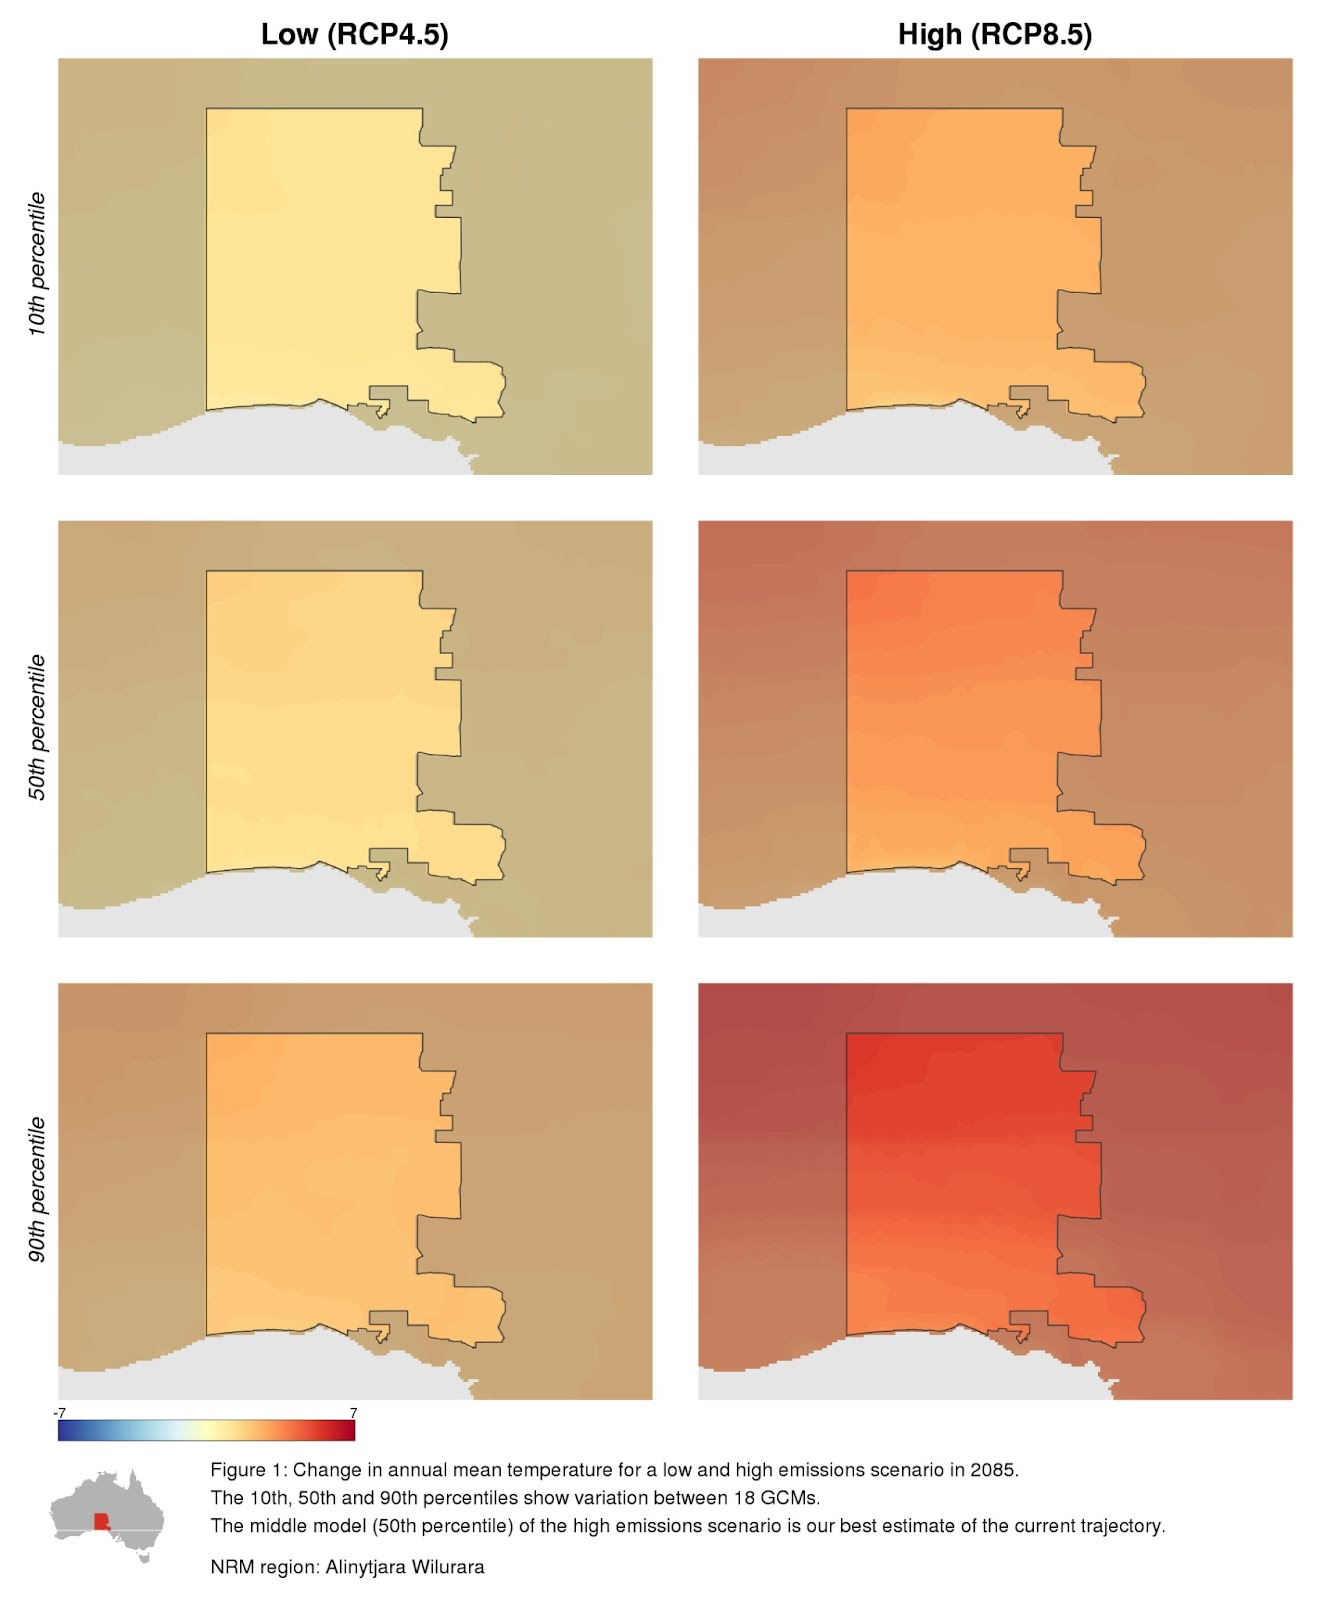 Low (RCP4.5)
High (RCP8.5)
10th percentile
50th percentile
90th percentile
-7
7
Figure 1: Change in annual mean temperature for a low and high emissions scenario in 2085.
The 10th, 50th and 90th percentiles show variation between 18 GCMs.
The middle model (50th percentile) of the high emissions scenario is our best estimate of the current trajectory.
NRM region: Alinytjara Wilurara